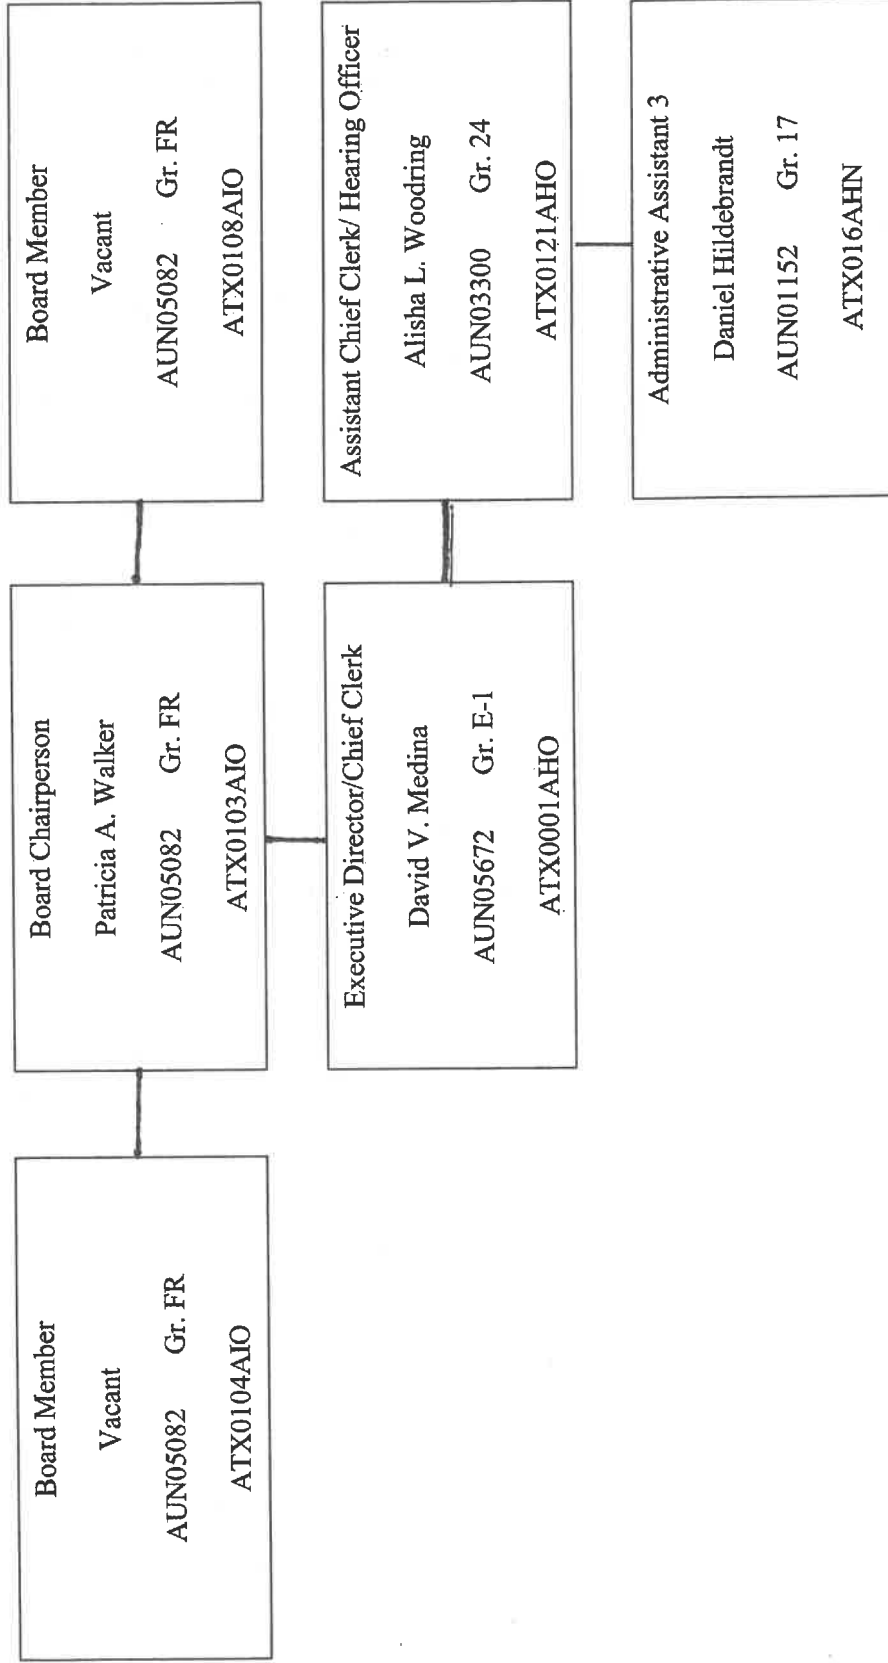 Board Member
Vacant
AUN05082 Gr. FR
ATX0104AIO
Board Chairperson
Patricia A. Walker
AUN05082 Gr. FR
ATX0103AIO
Board Member
Vacant
AUN05082 Gr. FR
ATX0108AIO
Executive Director/Chief Clerk
David V. Medina
AUN05672 Gr. E-1
ATX0001AHO
Assistant Chief Clerk/ Hearing Officer
Alisha L. Woodring
AUN03300 Gr. 24
ATX0121AHO
Administrative Assistant 3
Daniel Hildebrandt
AUN01152 Gr. 17
ATX016AHN